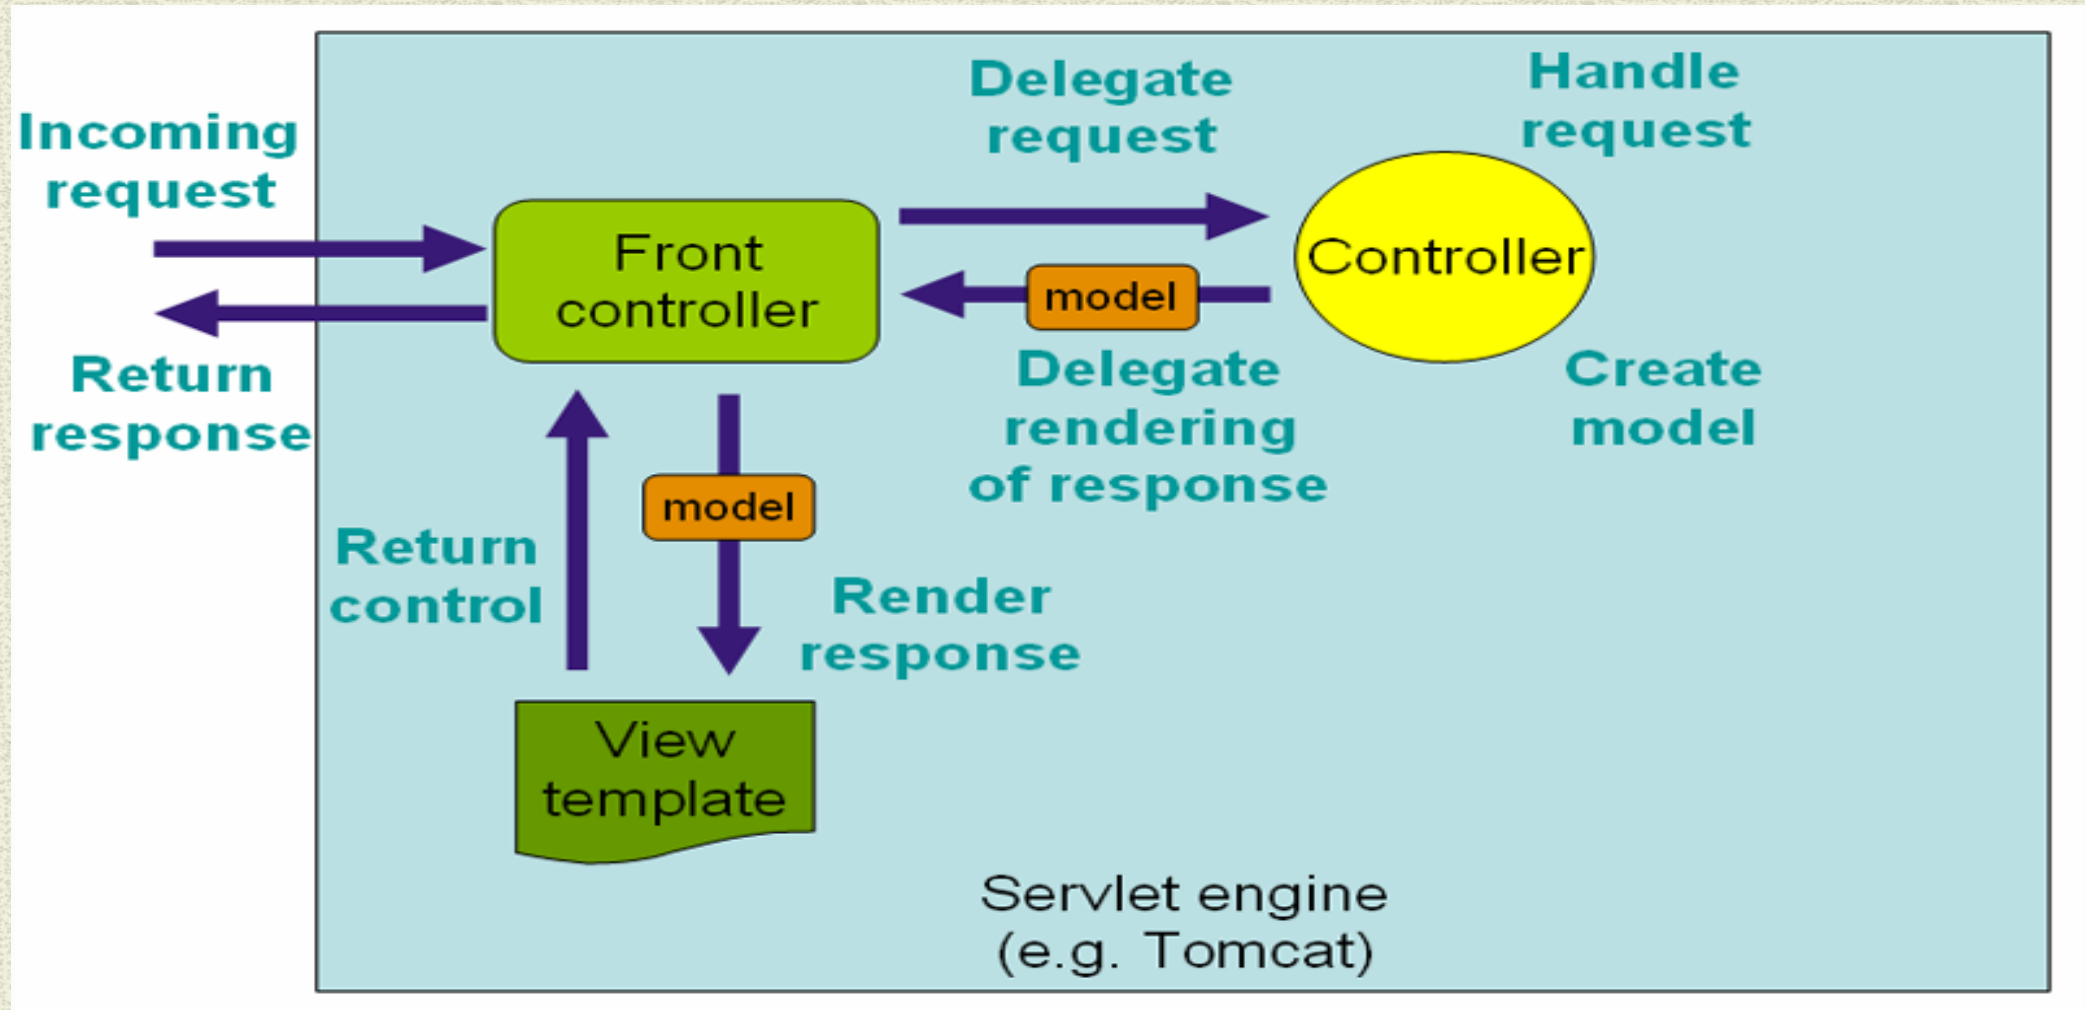 Incoming
request
Return
response
Front
controller
Delegate
request
Handle
request
Controller
model
Delegate
rendering
of response
Create
model
Return
control
model
Render
response
View
template
Servlet engine
(e.g. Tomcat)